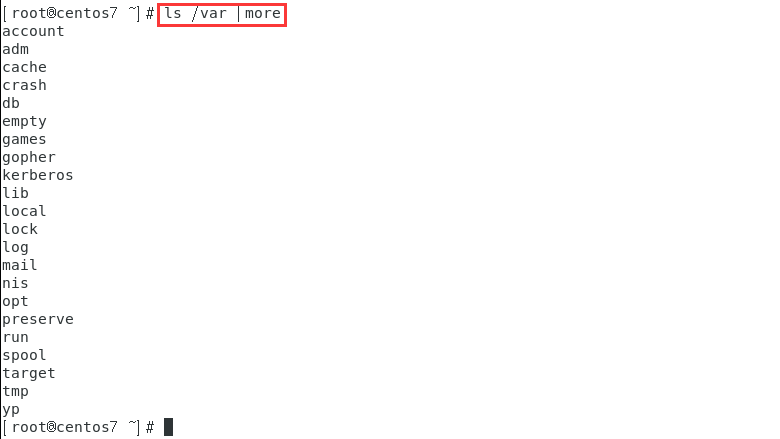 [root@centos7 ~]# ls /var |more
account
adm
cache
crash
db
empty
games
gopher
kerberos
lib
local
lock
log
mail
nis
opt
preserve
run
spool
target
tmp
yp
[root@centos7 ~]#